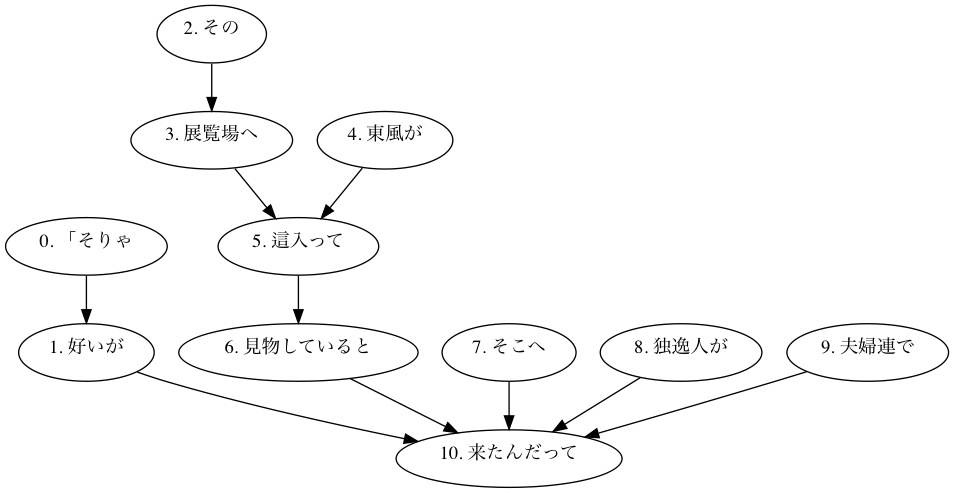 2. その
3. 展覧場へ
4. 東風が
0. 「そりゃ
5. 這入って
1. 好いが
6. 見物していると
7. そこへ
8. 独逸人が
9. 夫婦連で
10. 来たんだって